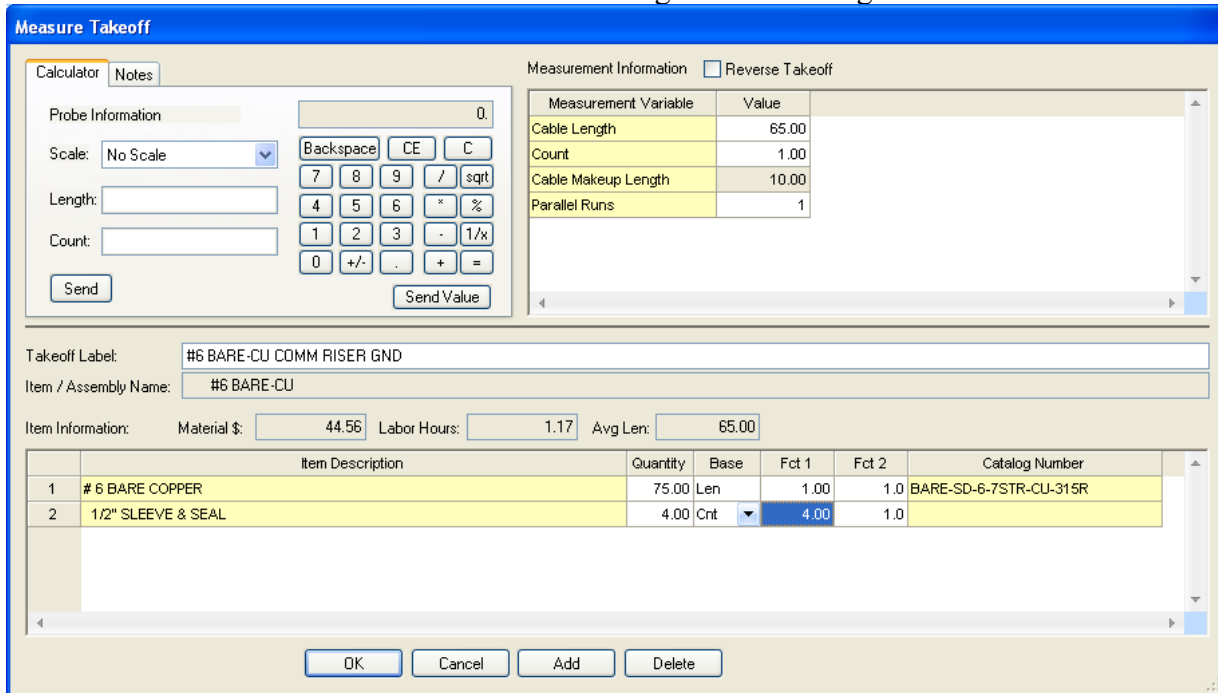 Measure Takeoff
Calculator Notes
Probe Information 0.
Scale: No Scale
Backspace CE C
7 8 9 / sqrt
Length:
4 5 6 * %
Count:
1 2 3 - 1/x
0 +/- . + =
Send
Send Value
Measurement Information Reverse Takeoff
Measurement Variable Value
Cable Length 65.00
Count 1.00
Cable Makeup Length 10.00
Parallel Runs 1
Takeoff Label: #6 BARE-CU COMM RISER GND
Item / Assembly Name: #6 BARE-CU
Item Information: Material $: 44.56 Labor Hours: 1.17 Avg Len: 65.00
Item Description Quantity Base Fct 1 Fct 2 Catalog Number
1 # 6 BARE COPPER 75.00 Len 1.00 1.0 BARE-SD-6-7STR-CU-315R
2 1/2" SLEEVE & SEAL 4.00 Cnt 4.00 1.0
OK Cancel Add Delete